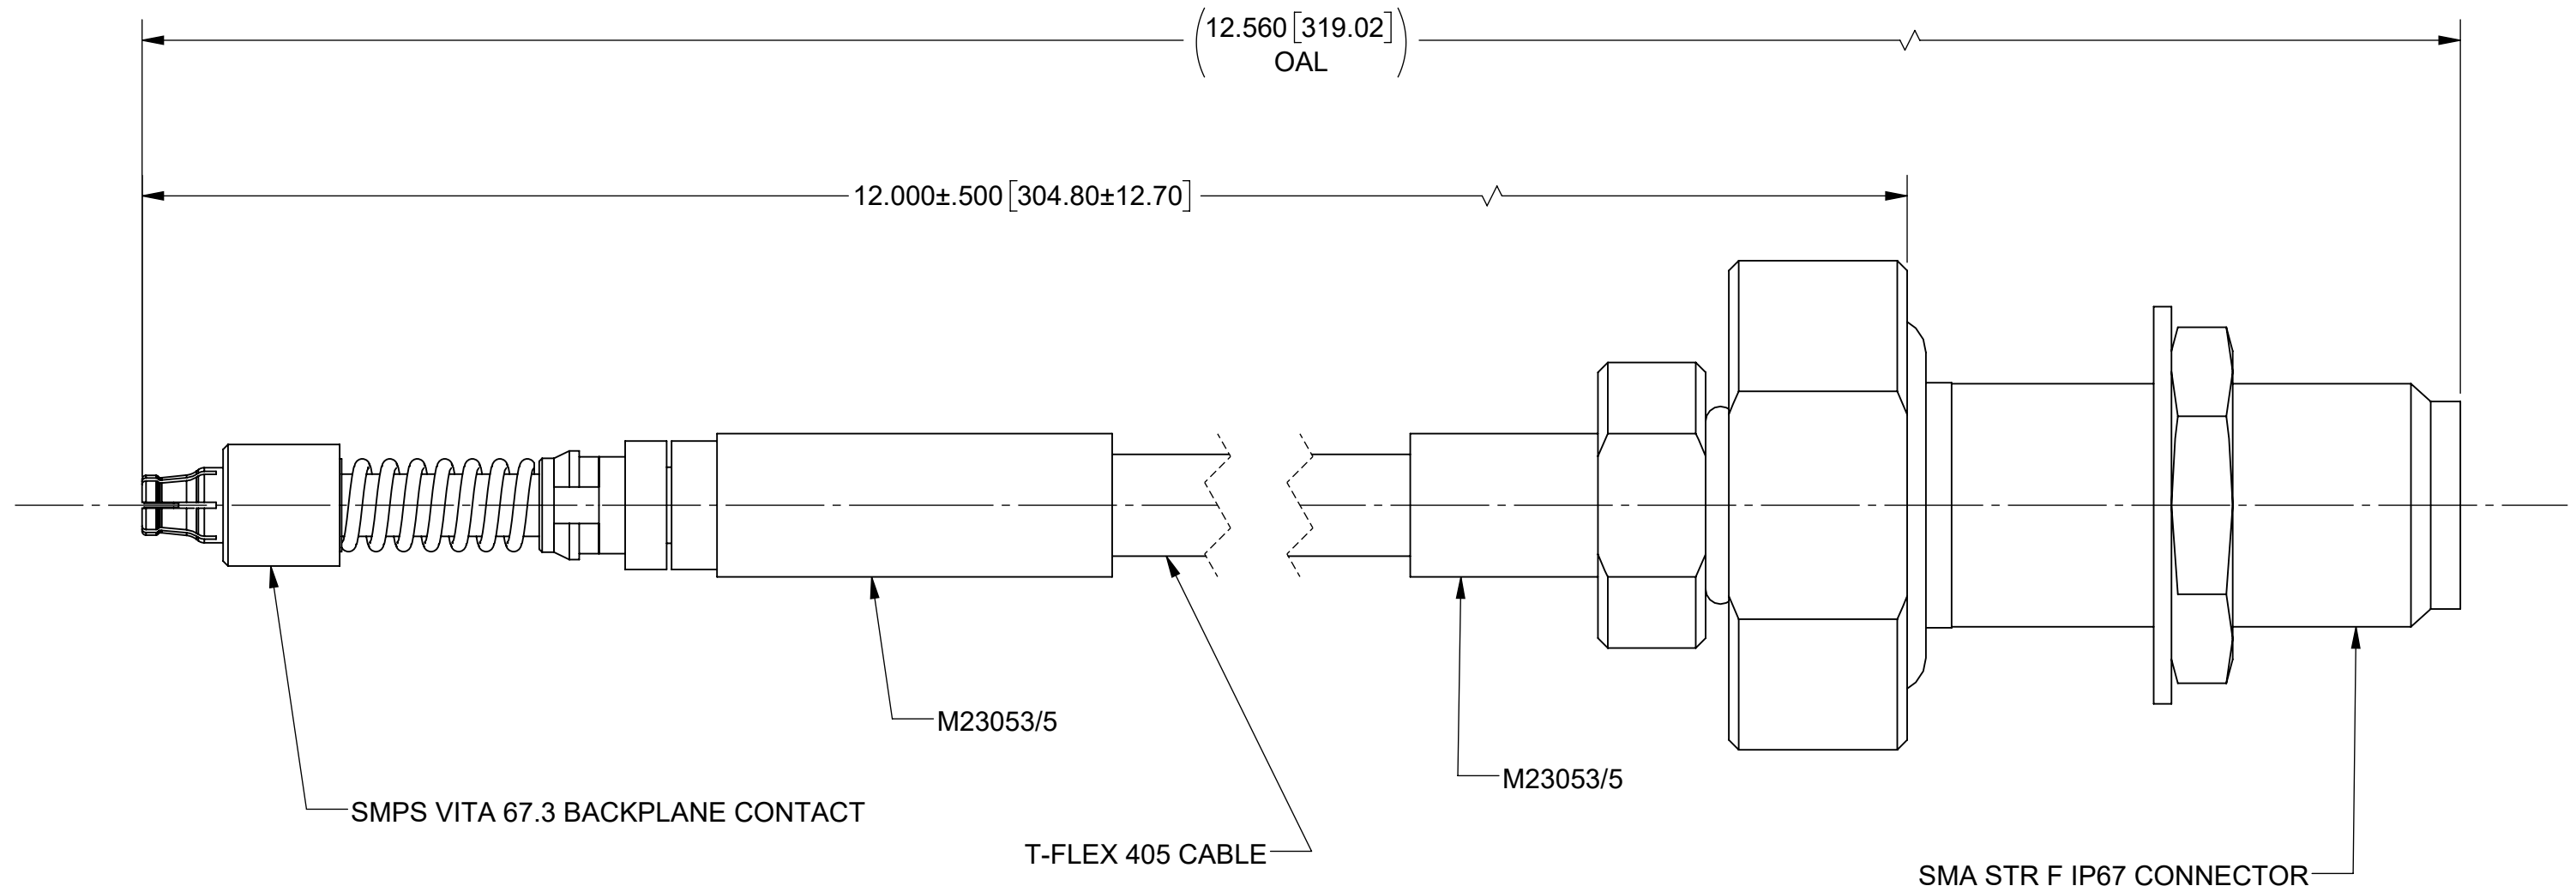 (12.560[319.02])
OAL
12.000±.500[304.80±12.70]
M23053/5
M23053/5
SMPS VITA 67.3 BACKPLANE CONTACT
T-FLEX 405 CABLE
SMA STR F IP67 CONNECTOR